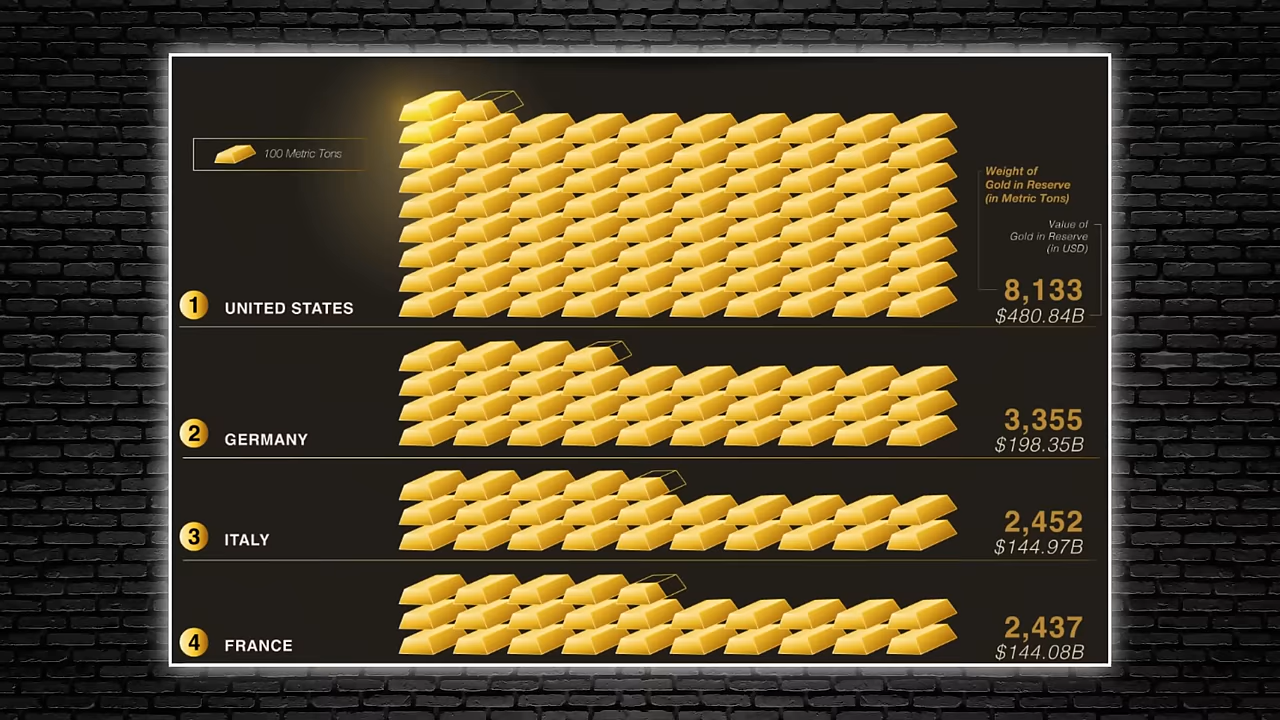 100 Metric Tons
Weight of
Gold in Reserve
(in Metric Tons)
Value of
Gold in Reserve
(in USD)
1 UNITED STATES 8,133
$480.84B
2 GERMANY 3,355
$198.35B
3 ITALY 2,452
$144.97B
4 FRANCE 2,437
$144.08B